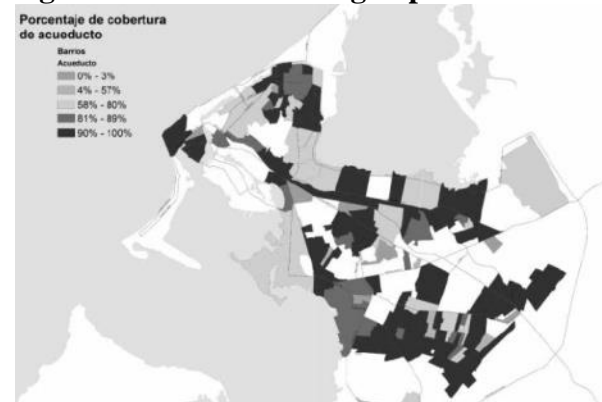 Porcentaje de cobertura
de acueducto
Barrios
Acueducto
0% - 3%
4% - 57%
58% - 80%
81% - 89%
90% - 100%